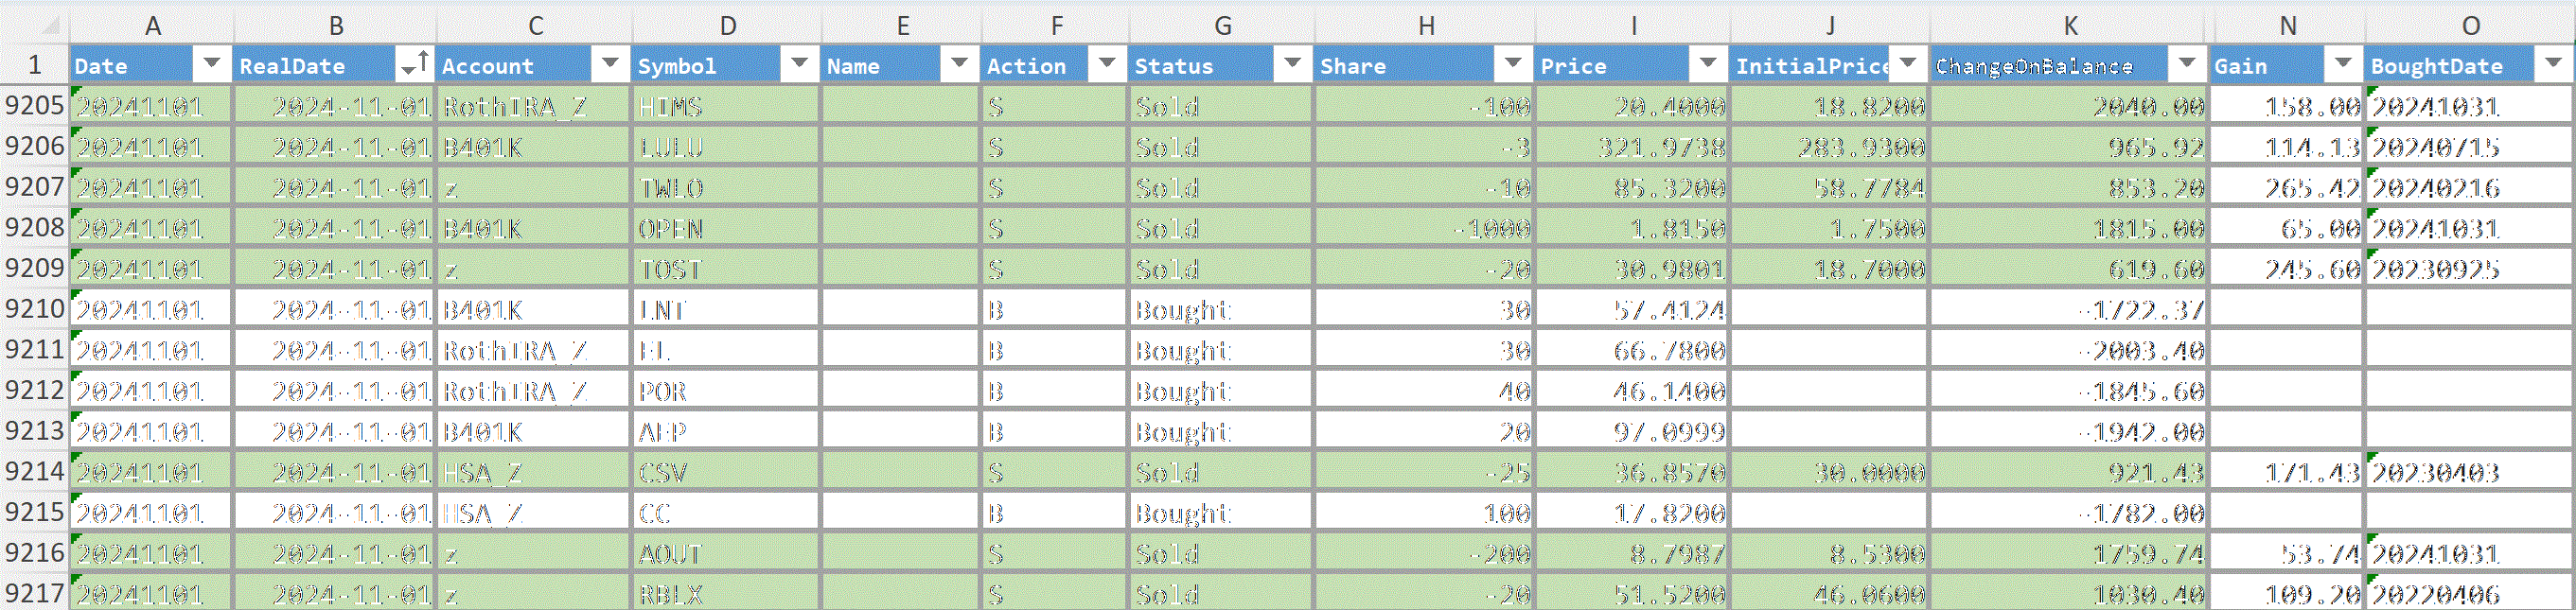 A B C D E F G H I J K N O
1 Date RealDate Account Symbol Name Action Status Share Price InitialPrice ChangeOnBalance Gain BoughtDate
9205 20241101 2024-11-01 RothIRA_Z HIMS S Sold -100 20.4000 18.8200 2040.00 158.00 20241031
9206 20241101 2024-11-01 B401K LULU S Sold -3 321.9738 283.9300 965.92 114.13 20240715
9207 20241101 2024-11-01 z TWLO S Sold -10 85.3200 58.7784 853.20 265.42 20240216
9208 20241101 2024-11-01 B401K OPEN S Sold -1000 1.8150 1.7500 1815.00 65.00 20241031
9209 20241101 2024-11-01 z TOST S Sold -20 30.9801 18.7000 619.60 245.60 20230925
9210 20241101 2024-11-01 B401K LNT B Bought 30 57.4124 -1722.37
9211 20241101 2024-11-01 RothIRA_Z EL B Bought 30 66.7800 -2003.40
9212 20241101 2024-11-01 RothIRA_Z POR B Bought 40 46.1400 -1845.60
9213 20241101 2024-11-01 B401K AEP B Bought 20 97.0999 -1942.00
9214 20241101 2024-11-01 HSA_Z CSV S Sold -25 36.8570 30.0000 921.43 171.43 20230403
9215 20241101 2024-11-01 HSA_Z CC B Bought 100 17.8200 -1782.00
9216 20241101 2024-11-01 z AOUT S Sold -200 8.7987 8.5300 1759.74 53.74 20241031
9217 20241101 2024-11-01 z RBLX S Sold -20 51.5200 46.0600 1030.40 109.20 20220406